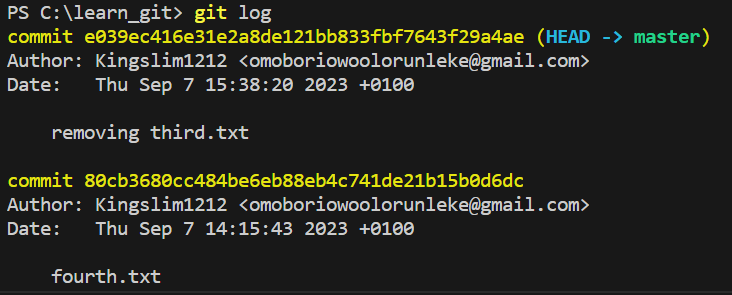 PS C:\learn_git> git log
commit e039ec416e31e2a8de121bb833fbf7643f29a4ae (HEAD -> master)
Author: Kingslim1212 <omoboriowoolorunleke@gmail.com>
Date:   Thu Sep 7 15:38:20 2023 +0100
    removing third.txt
commit 80cb3680cc484be6eb88eb4c741de21b15b0d6dc
Author: Kingslim1212 <omoboriowoolorunleke@gmail.com>
Date:   Thu Sep 7 14:15:43 2023 +0100
    fourth.txt